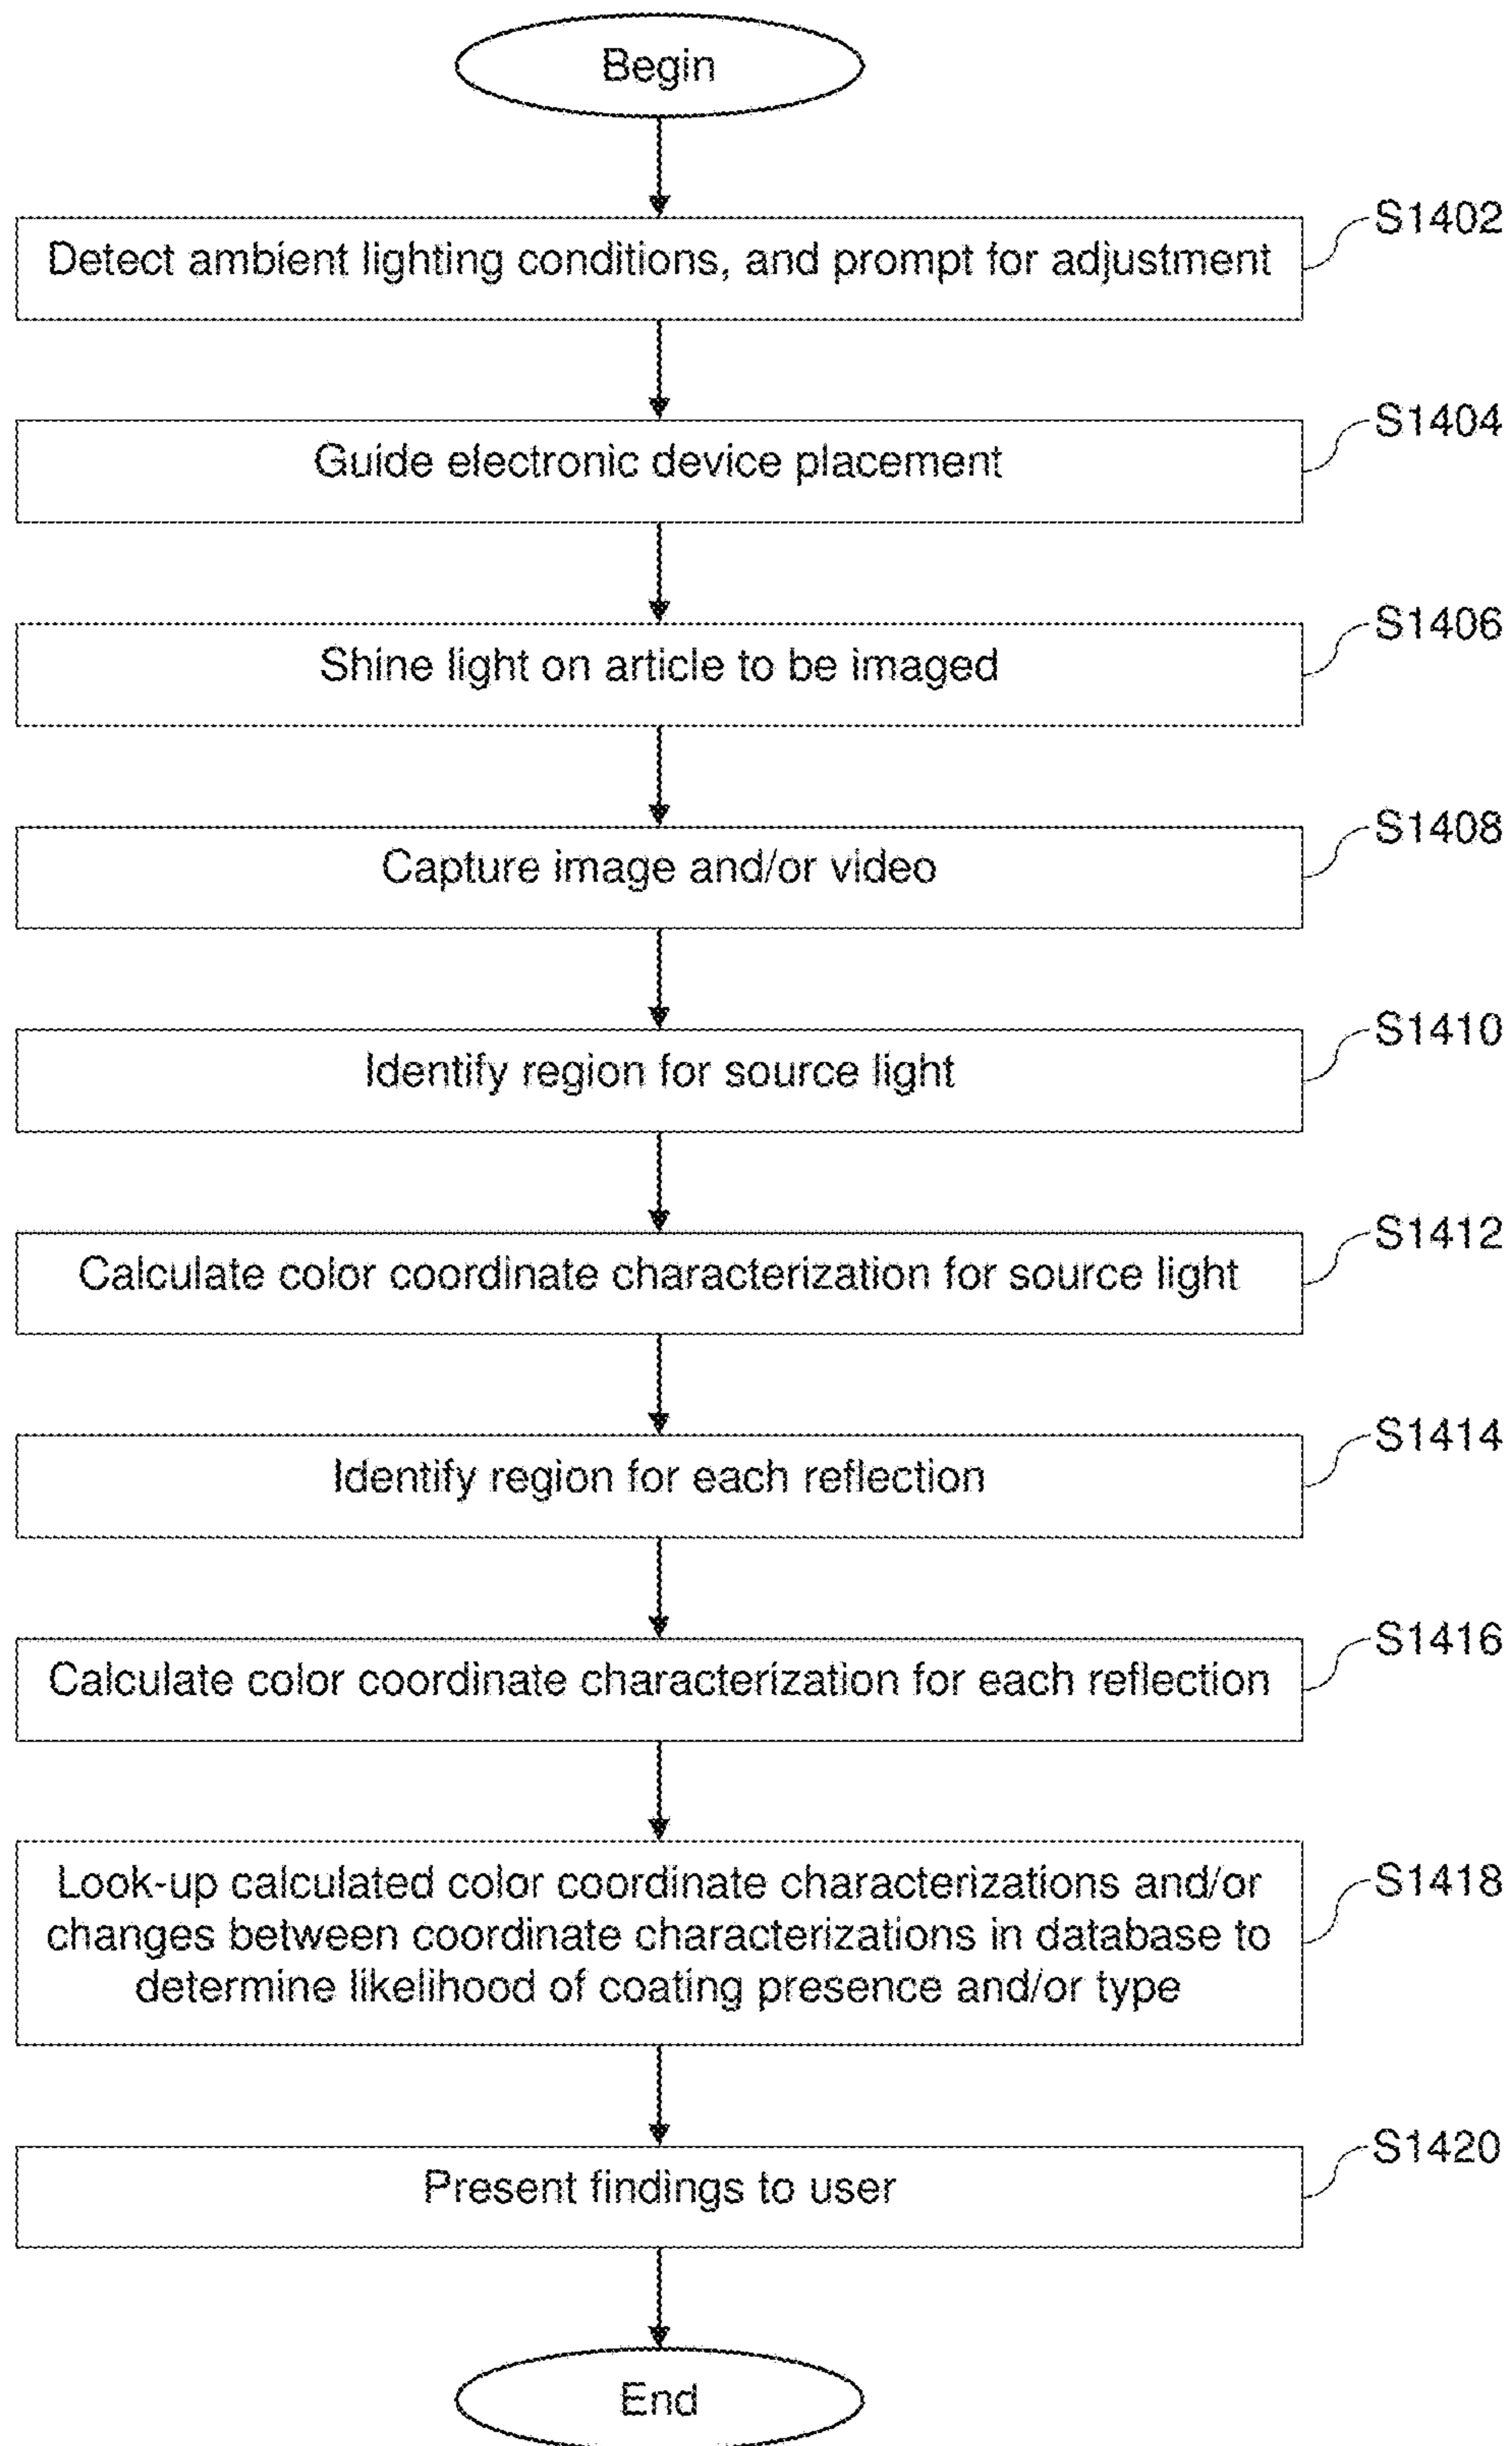 Begin
S1402
Detect ambient lighting conditions, and prompt for adjustment
S1404
Guide electronic device placement
S1406
Shine light on article to be imaged
S1408
Capture image and/or video
S1410
Identify region for source light
S1412
Calculate color coordinate characterization for source light
S1414
Identify region for each reflection
S1416
Calculate color coordinate characterization for each reflection
S1418
Look-up calculated color coordinate characterizations and/or
changes between coordinate characterizations in database to
determine likelihood of coating presence and/or type
S1420
Present findings to user
End